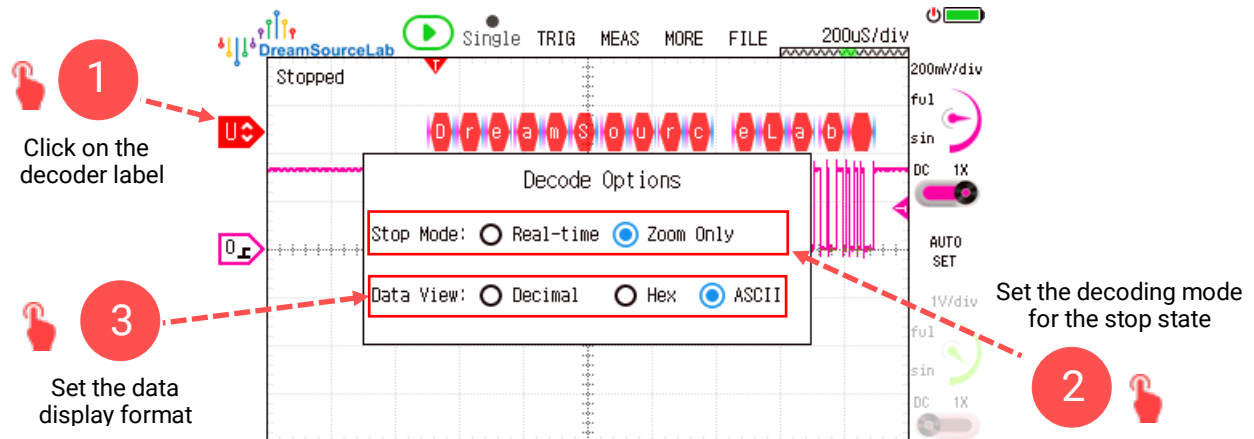 DreamSourceLab
Single TRIG MEAS MORE FILE 200uS/div
Stopped
T
200mV/div
ful
sin
DC 1X
1
Click on the
decoder label
U
D r e a m S o u r c e L a b
Decode Options
Stop Mode: Real-time Zoom Only
Data View: Decimal Hex ASCII
0
AUTO
SET
1V/div
ful
sin
DC 1X
3
Set the data
display format
Set the decoding mode
for the stop state
2